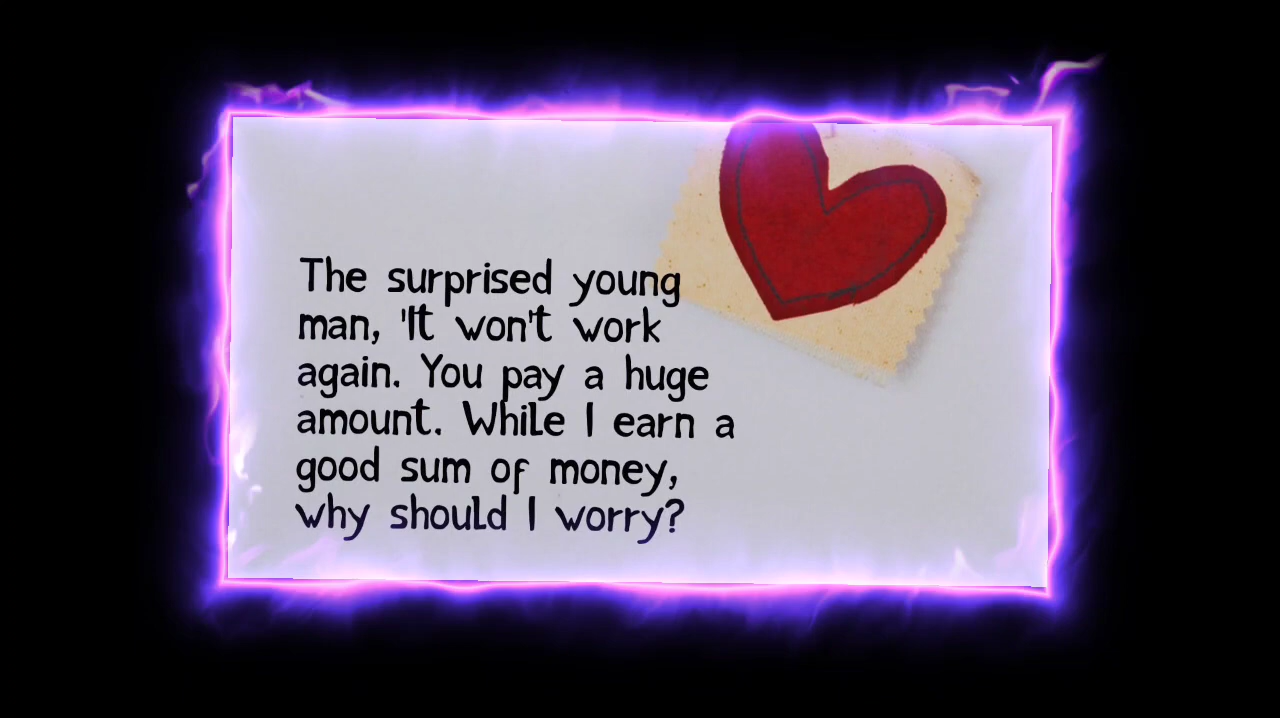 The surprised young
man, 'It won't work
again. You pay a huge
amount. While I earn a
good sum of money,
why should I worry?